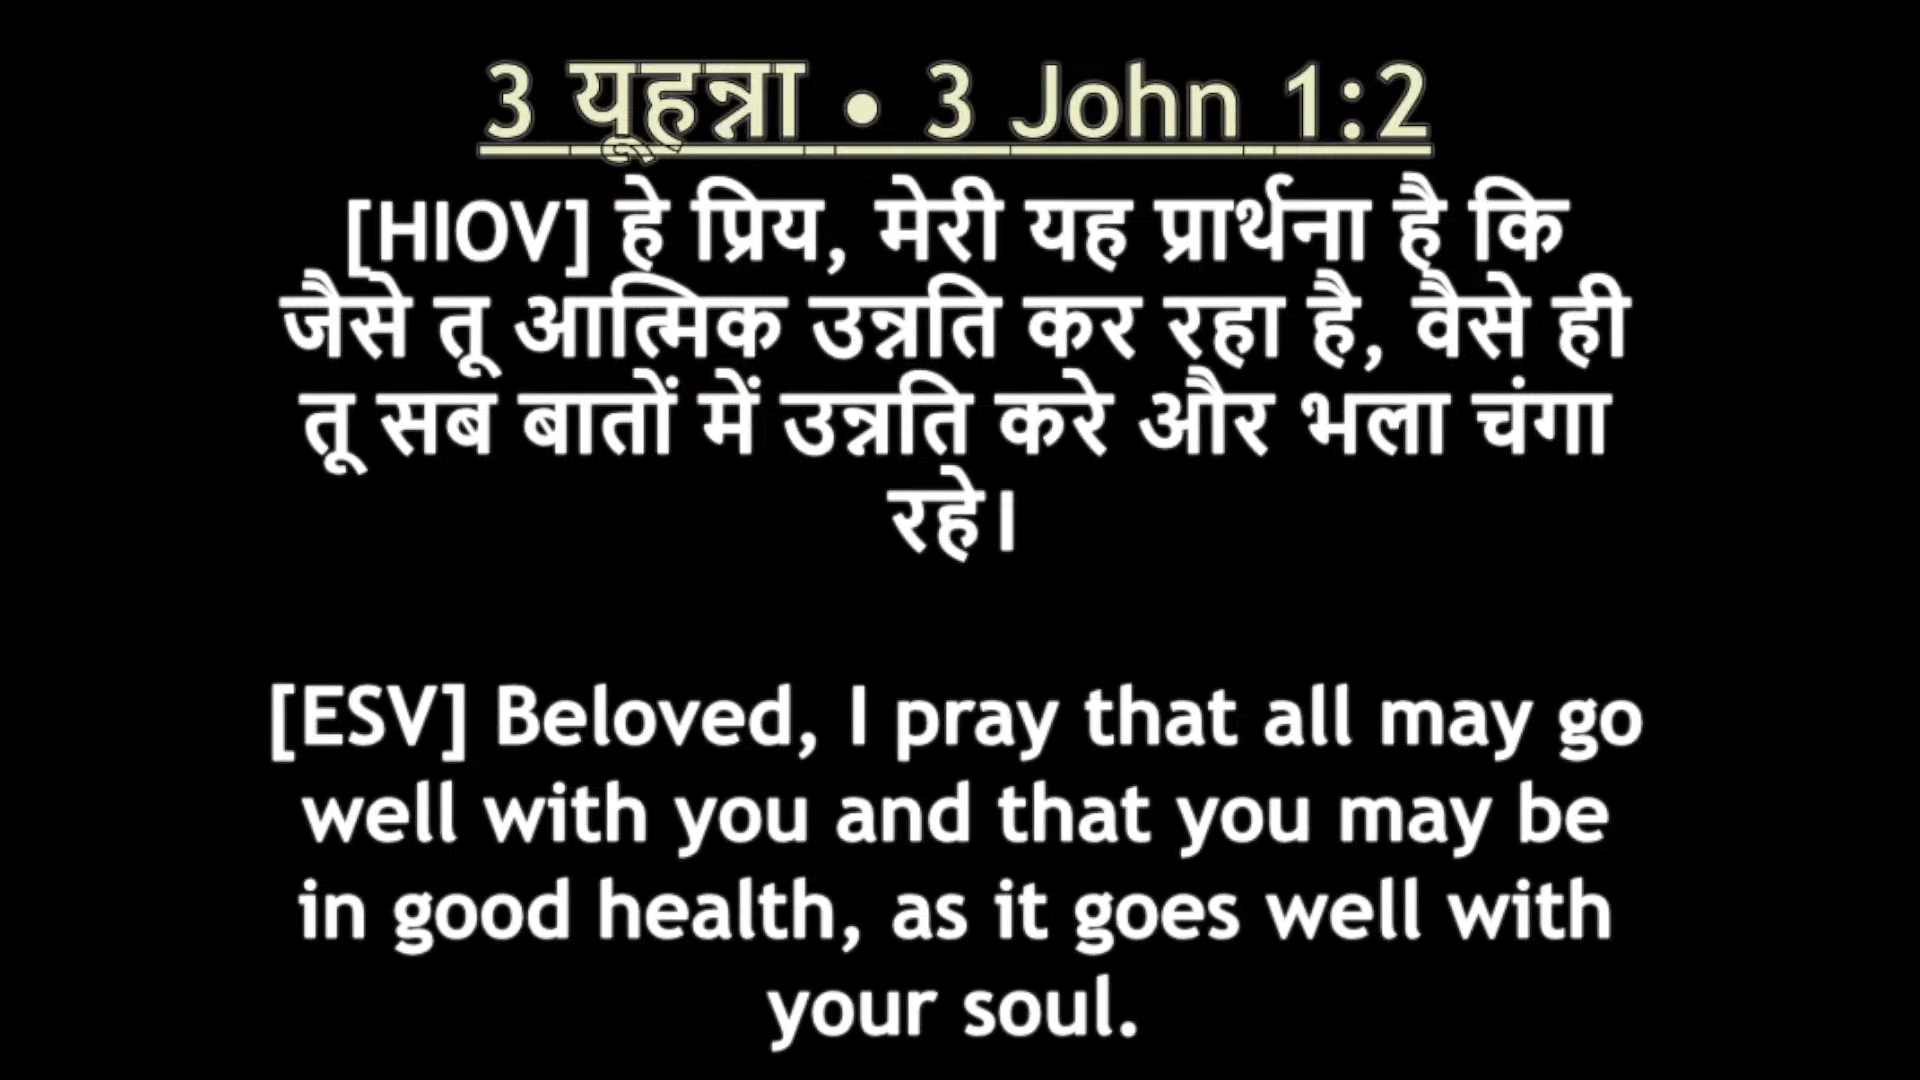 3 यूहन्ना • 3 John 1:2
[HIOV] हे प्रिय, मेरी यह प्रार्थना है कि
जैसे तू आत्मिक उन्नति कर रहा है, वैसे ही
तू सब बातों में उन्नति करे और भला चंगा
रहे।
[ESV] Beloved, I pray that all may go
well with you and that you may be
in good health, as it goes well with
your soul.